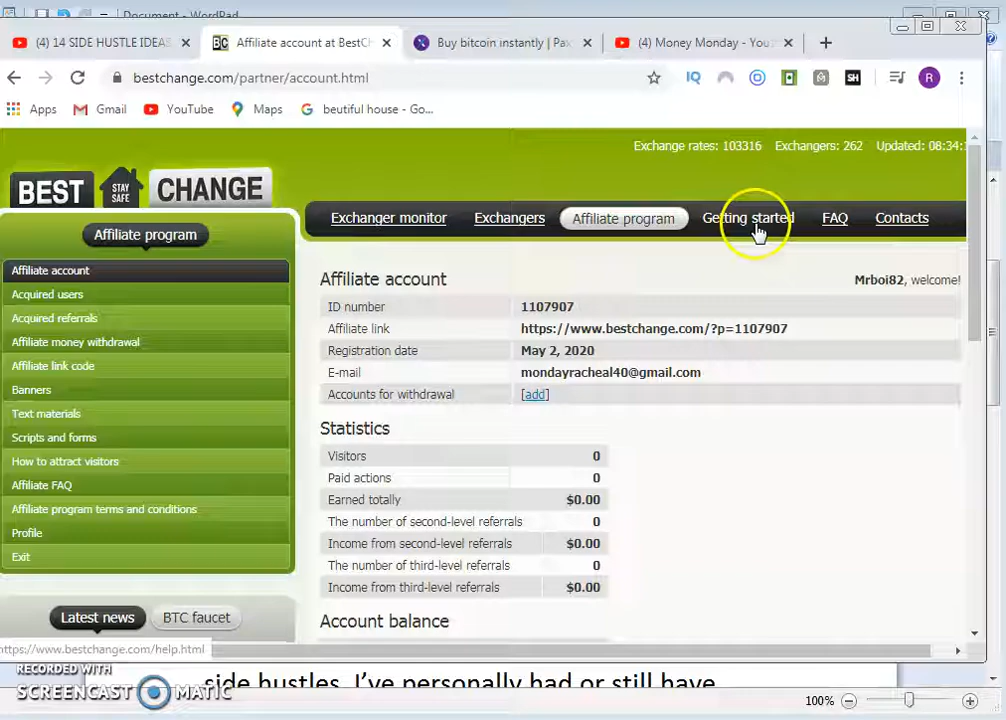 Document - WordPad
(4) 14 SIDE HUSTLE IDEAS
Affiliate account at BestCh
Buy bitcoin instantly | Pax
(4) Money Monday - You
bestchange.com/partner/account.html
Apps
Gmail
YouTube
Maps
beutiful house - Go...
Exchange rates: 103316 Exchangers: 262 Updated: 08:34:
BEST STAY SAFE CHANGE
Exchanger monitor Exchangers Affiliate program Getting started FAQ Contacts
Affiliate program
Affiliate account
Acquired users
Acquired referrals
Affiliate money withdrawal
Affiliate link code
Banners
Text materials
Scripts and forms
How to attract visitors
Affiliate FAQ
Affiliate program terms and conditions
Profile
Exit
Latest news BTC faucet
Affiliate account
Mrboi82, welcome!
ID number 1107907
Affiliate link https://www.bestchange.com/?p=1107907
Registration date May 2, 2020
E-mail mondayracheal40@gmail.com
Accounts for withdrawal [add]
Statistics
Visitors 0
Paid actions 0
Earned totally $0.00
The number of second-level referrals 0
Income from second-level referrals $0.00
The number of third-level referrals 0
Income from third-level referrals $0.00
Account balance
https://www.bestchange.com/help.html
side hustles. I've personally had or still have
RECORDED WITH
SCREENCAST MATIC
100%